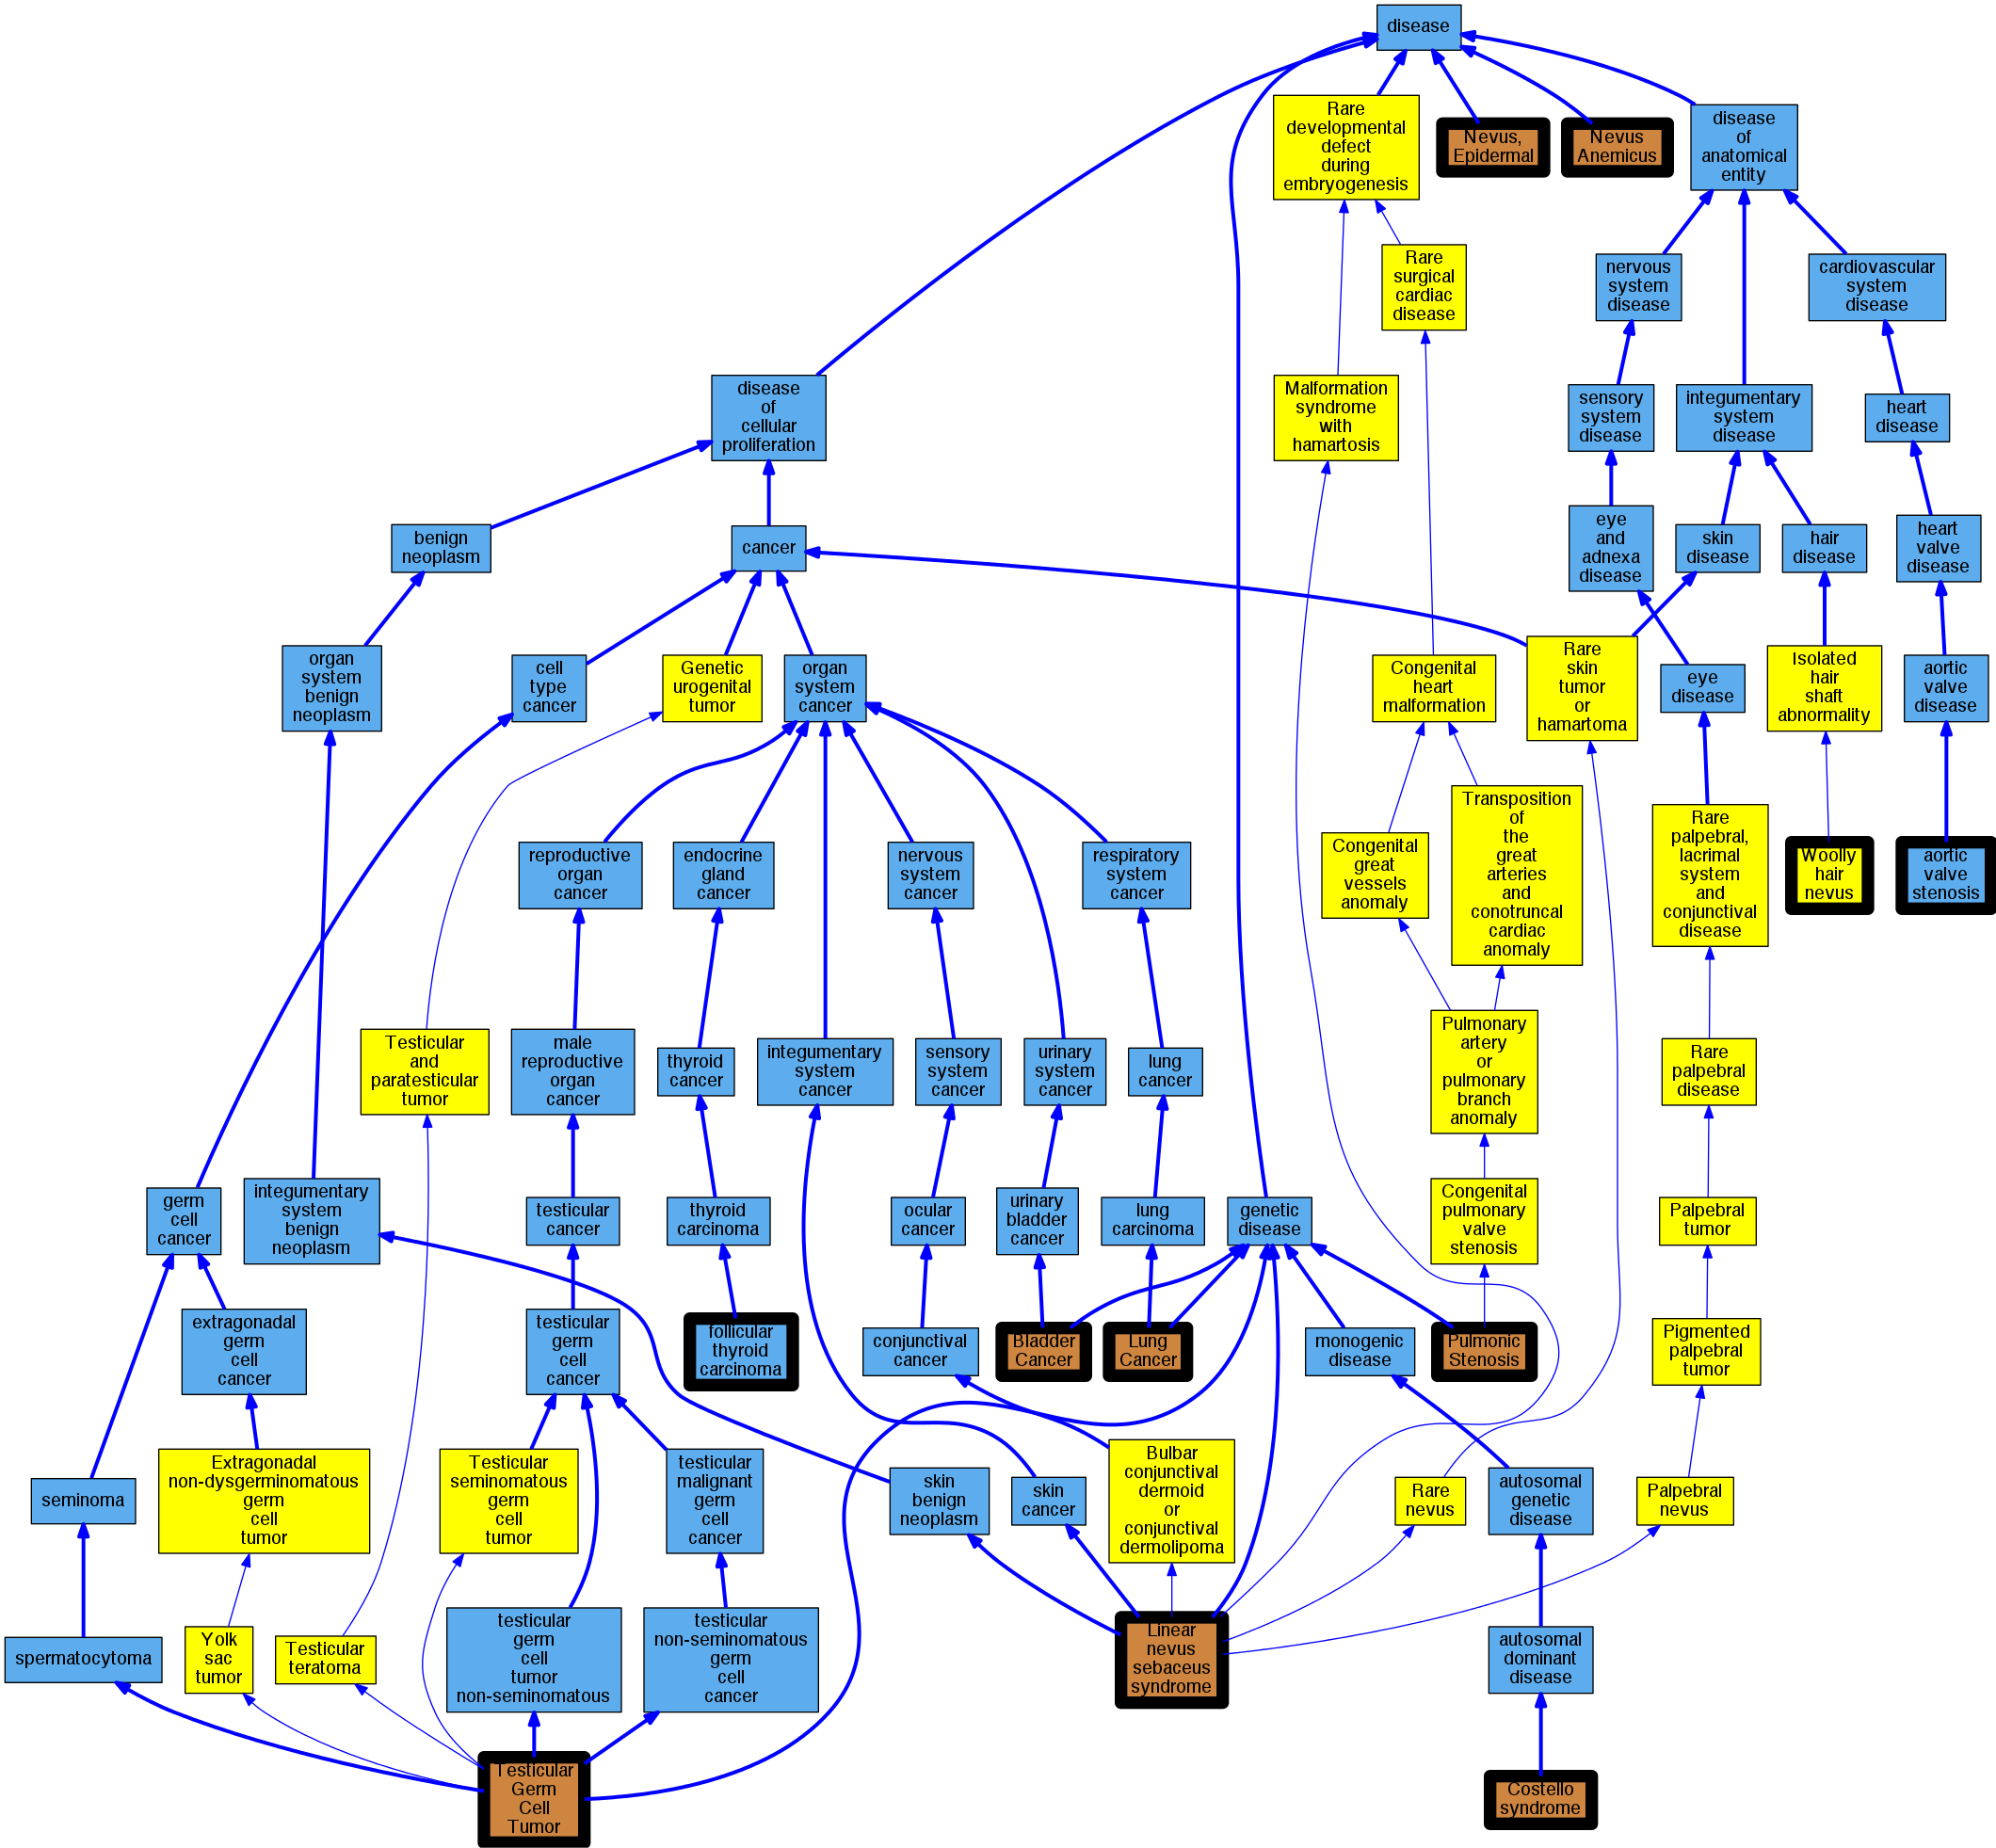 disease
Rare
developmental
defect
during
embryogenesis
Nevus,
Epidermal
Nevus
Anemicus
disease
of
anatomical
entity
Rare
surgical
cardiac
disease
nervous
system
disease
cardiovascular
system
disease
disease
of
cellular
proliferation
Malformation
syndrome
with
hamartosis
sensory
system
disease
integumentary
system
disease
heart
disease
benign
neoplasm
cancer
eye
and
adnexa
disease
skin
disease
hair
disease
heart
valve
disease
organ
system
benign
neoplasm
cell
type
cancer
Genetic
urogenital
tumor
organ
system
cancer
Congenital
heart
malformation
Rare
skin
tumor
or
hamartoma
eye
disease
Isolated
hair
shaft
abnormality
aortic
valve
disease
reproductive
organ
cancer
endocrine
gland
cancer
nervous
system
cancer
respiratory
system
cancer
Congenital
great
vessels
anomaly
Transposition
of
the
great
arteries
and
conotruncal
cardiac
anomaly
Rare
palpebral,
lacrimal
system
and
conjunctival
disease
Woolly
hair
nevus
aortic
valve
stenosis
Testicular
and
paratesticular
tumor
male
reproductive
organ
cancer
thyroid
cancer
integumentary
system
cancer
sensory
system
cancer
urinary
system
cancer
lung
cancer
Pulmonary
artery
or
pulmonary
branch
anomaly
Rare
palpebral
disease
germ
cell
cancer
integumentary
system
benign
neoplasm
testicular
cancer
thyroid
carcinoma
ocular
cancer
urinary
bladder
cancer
lung
carcinoma
genetic
disease
Congenital
pulmonary
valve
stenosis
Palpebral
tumor
extragonadal
germ
cell
cancer
testicular
germ
cell
cancer
follicular
thyroid
carcinoma
conjunctival
cancer
Bladder
Cancer
Lung
Cancer
monogenic
disease
Pulmonic
Stenosis
Pigmented
palpebral
tumor
seminoma
Extragonadal
non-dysgerminomatous
germ
cell
tumor
Testicular
seminomatous
germ
cell
tumor
testicular
malignant
germ
cell
cancer
skin
benign
neoplasm
skin
cancer
Bulbar
conjunctival
dermoid
or
conjunctival
dermolipoma
Rare
nevus
autosomal
genetic
disease
Palpebral
nevus
spermatocytoma
Yolk
sac
tumor
Testicular
teratoma
testicular
germ
cell
tumor
non-seminomatous
testicular
non-seminomatous
germ
cell
cancer
Linear
nevus
sebaceus
syndrome
autosomal
dominant
disease
Testicular
Germ
Cell
Tumor
Costello
syndrome